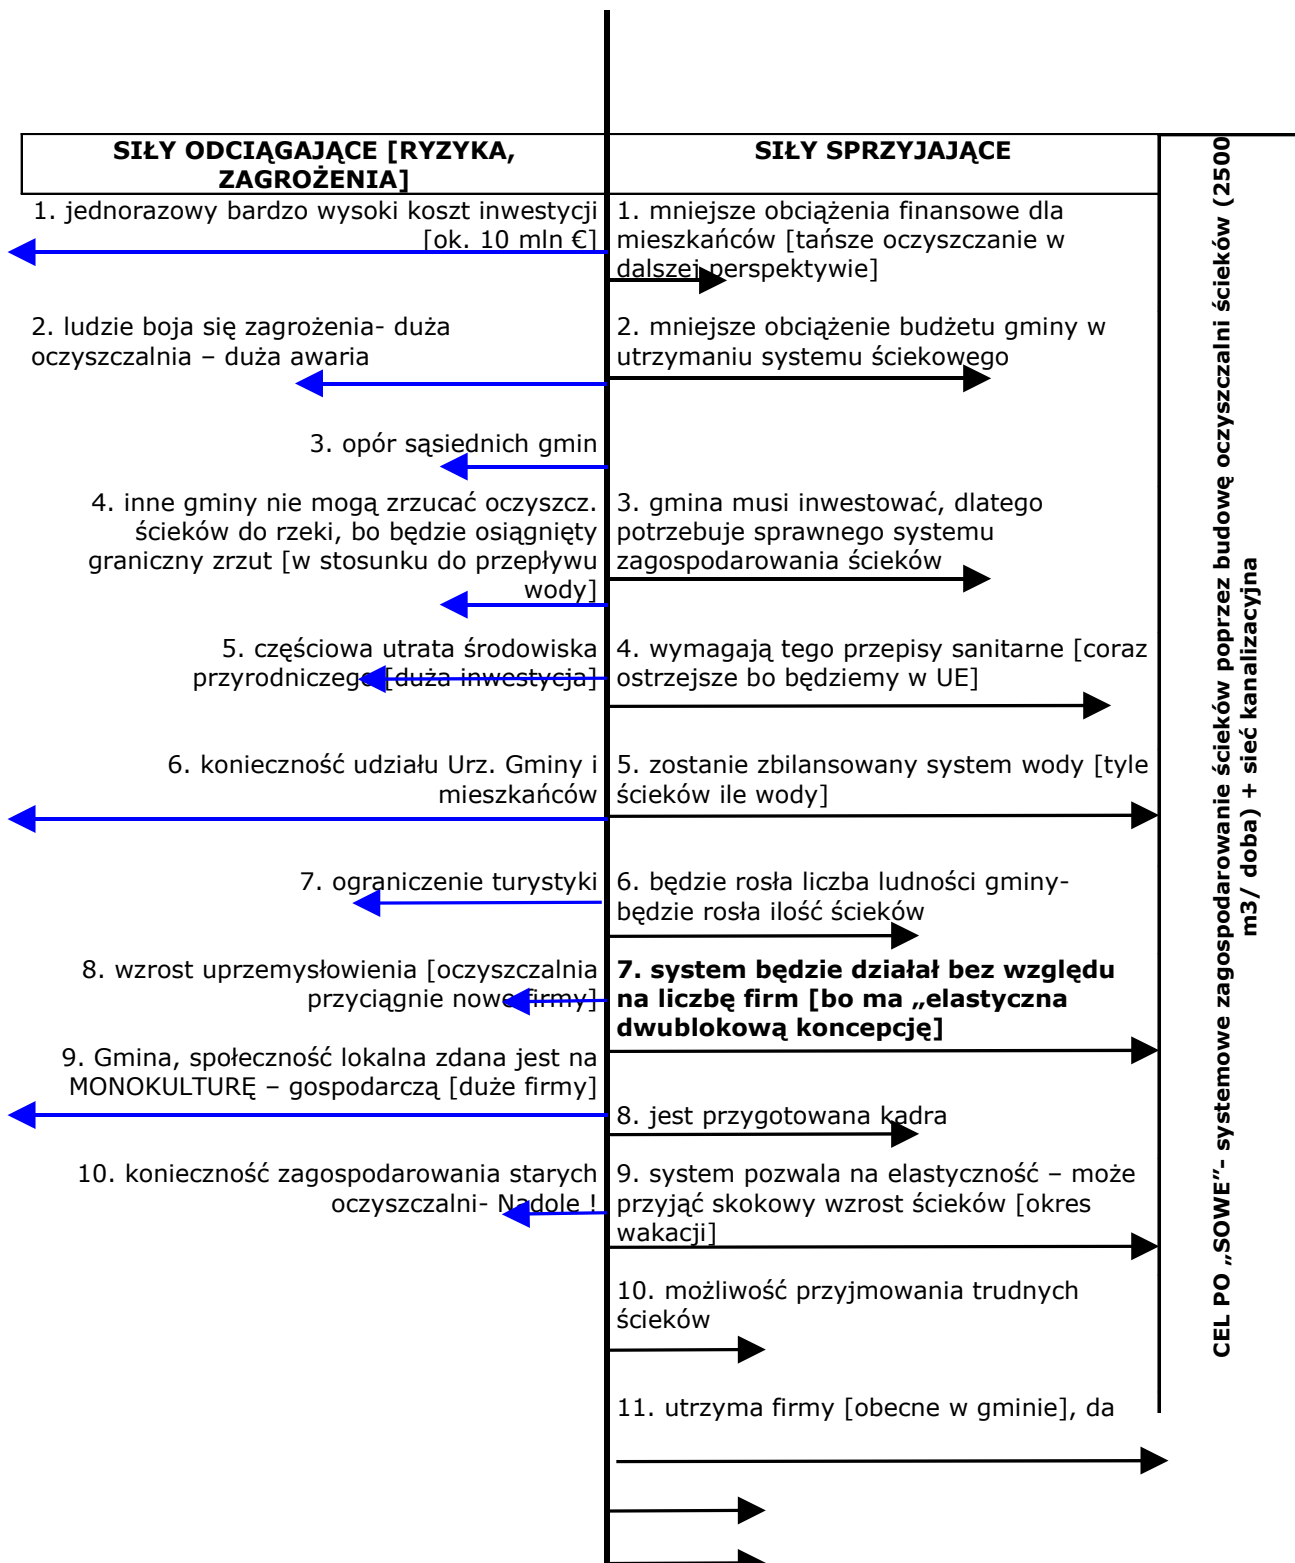 SIŁY ODCIĄGAJĄCE [RYZYKA,
ZAGROŻENIA]
1. jednorazowy bardzo wysoki koszt inwestycji
[ok. 10 mln €]
2. ludzie boja się zagrożenia- duża
oczyszczalnia – duża awaria
3. opór sąsiednich gmin
4. inne gminy nie mogą zrzucać oczyszcz.
ścieków do rzeki, bo będzie osiągnięty
graniczny zrzut [w stosunku do przepływu
wody]
5. częściowa utrata środowiska
przyrodniczego [duża inwestycja]
6. konieczność udziału Urz. Gminy i
mieszkańców
7. ograniczenie turystyki
8. wzrost uprzemysłowienia [oczyszczalnia
przyciągnie nowe firmy]
9. Gmina, społeczność lokalna zdana jest na
MONOKULTURĘ – gospodarczą [duże firmy]
10. konieczność zagospodarowania starych
oczyszczalni- Nadole !
SIŁY SPRZYJAJĄCE
1. mniejsze obciążenia finansowe dla
mieszkańców [tańsze oczyszczanie w
dalszej perspektywie]
2. mniejsze obciążenie budżetu gminy w
utrzymaniu systemu ściekowego
3. gmina musi inwestować, dlatego
potrzebuje sprawnego systemu
zagospodarowania ścieków
4. wymagają tego przepisy sanitarne [coraz
ostrzejsze bo będziemy w UE]
5. zostanie zbilansowany system wody [tyle
ścieków ile wody]
6. będzie rosła liczba ludności gminy-
będzie rosła ilość ścieków
7. system będzie działał bez względu
na liczbę firm [bo ma „elastyczna
dwublokową koncepcję]
8. jest przygotowana kadra
9. system pozwala na elastyczność – może
przyjąć skokowy wzrost ścieków [okres
wakacji]
10. możliwość przyjmowania trudnych
ścieków
11. utrzyma firmy [obecne w gminie], da
CEL PO „SOWE”- systemowe zagospodarowanie ścieków poprzez budowę oczyszczalni ścieków (2500
m3/ doba) + sieć kanalizacyjna